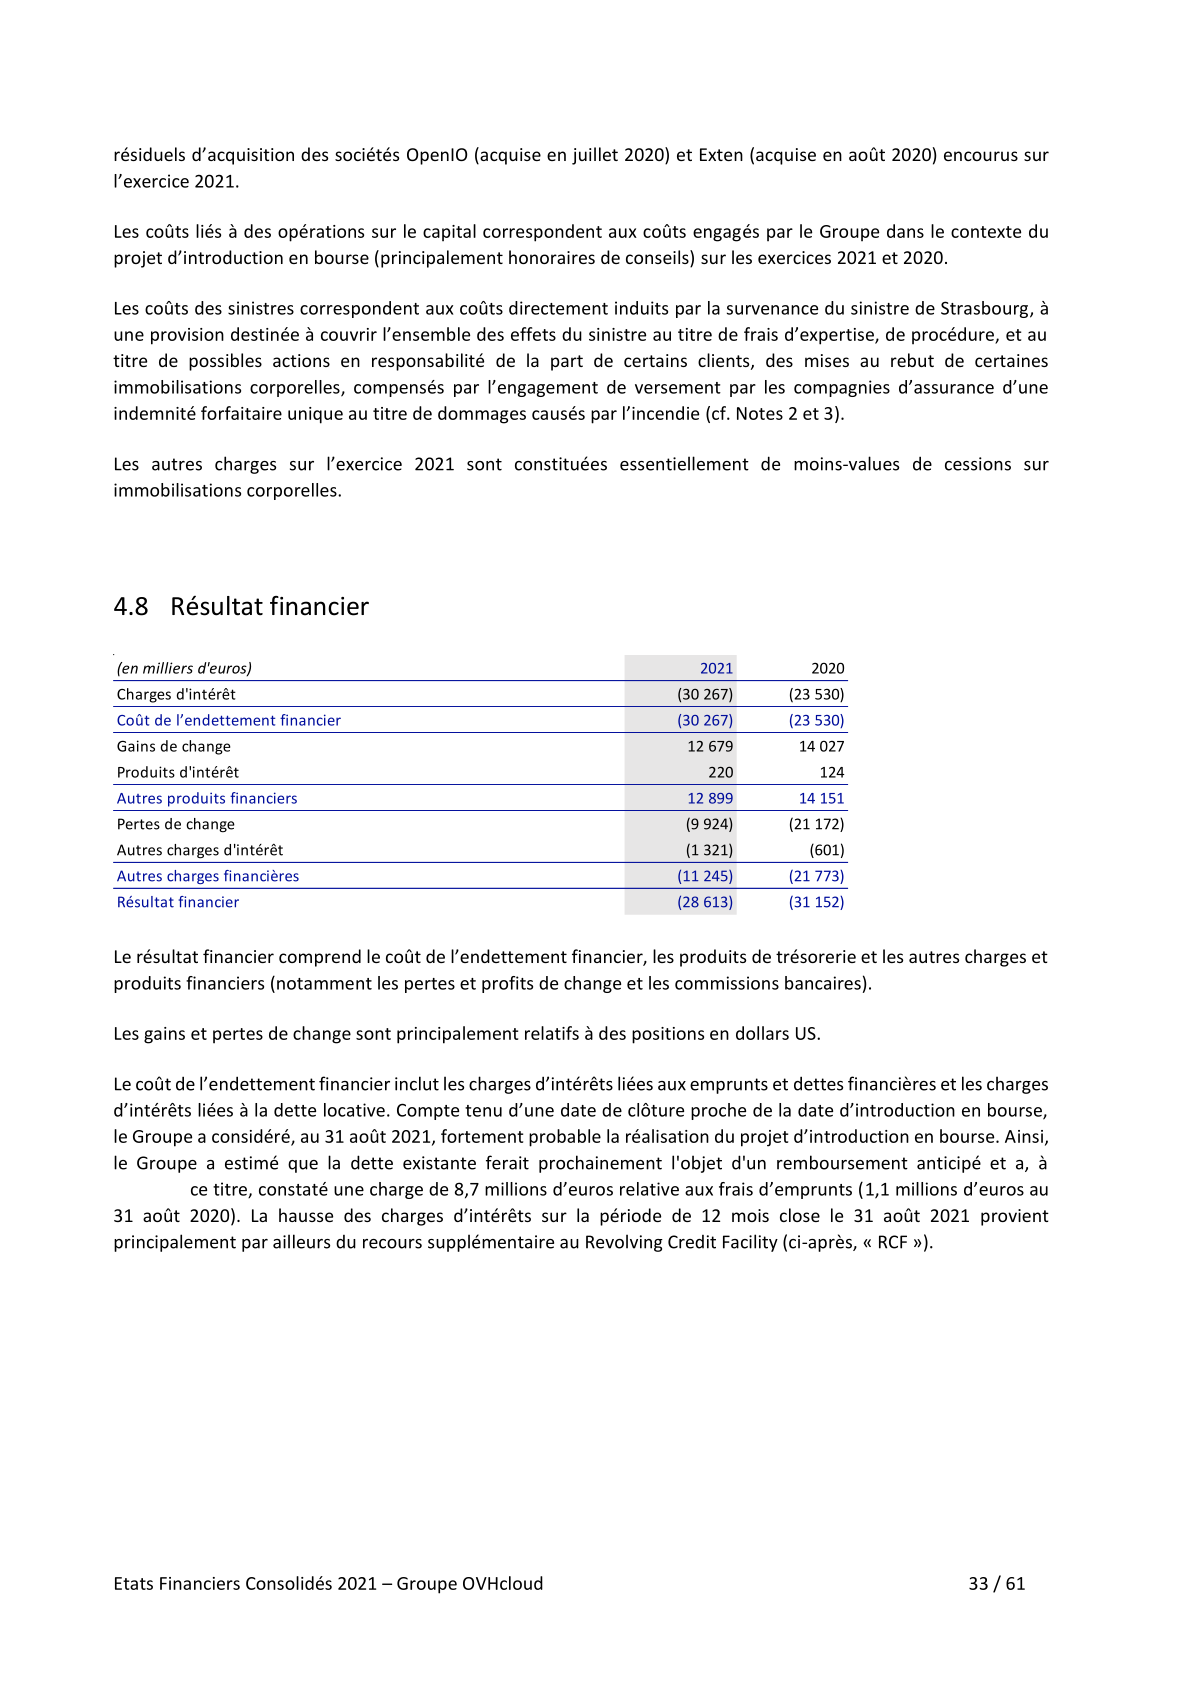 résiduels d’acquisition des sociétés OpenIO (acquise en juillet 2020) et Exten (acquise en août 2020) encourus sur
l’exercice 2021.
Les coûts liés à des opérations sur le capital correspondent aux coûts engagés par le Groupe dans le contexte du
projet d’introduction en bourse (principalement honoraires de conseils) sur les exercices 2021 et 2020.
Les coûts des sinistres correspondent aux coûts directement induits par la survenance du sinistre de Strasbourg, à
une provision destinée à couvrir l’ensemble des effets du sinistre au titre de frais d’expertise, de procédure, et au
titre de possibles actions en responsabilité de la part de certains clients, des mises au rebut de certaines
immobilisations corporelles, compensés par l’engagement de versement par les compagnies d’assurance d’une
indemnité forfaitaire unique au titre de dommages causés par l’incendie (cf. Notes 2 et 3).
Les autres charges sur l’exercice 2021 sont constituées essentiellement de moins-values de cessions sur
immobilisations corporelles.
4.8 Résultat financier
(en milliers d'euros) 2021 2020
Charges d'intérêt (30 267) (23 530)
Coût de l’endettement financier (30 267) (23 530)
Gains de change 12 679 14 027
Produits d'intérêt 220 124
Autres produits financiers 12 899 14 151
Pertes de change (9 924) (21 172)
Autres charges d'intérêt (1 321) (601)
Autres charges financières (11 245) (21 773)
Résultat financier (28 613) (31 152)
Le résultat financier comprend le coût de l’endettement financier, les produits de trésorerie et les autres charges et
produits financiers (notamment les pertes et profits de change et les commissions bancaires).
Les gains et pertes de change sont principalement relatifs à des positions en dollars US.
Le coût de l’endettement financier inclut les charges d’intérêts liées aux emprunts et dettes financières et les charges
d’intérêts liées à la dette locative. Compte tenu d’une date de clôture proche de la date d’introduction en bourse,
le Groupe a considéré, au 31 août 2021, fortement probable la réalisation du projet d’introduction en bourse. Ainsi,
le Groupe a estimé que la dette existante ferait prochainement l'objet d'un remboursement anticipé et a, à
ce titre, constaté une charge de 8,7 millions d’euros relative aux frais d’emprunts (1,1 millions d’euros au
31 août 2020). La hausse des charges d’intérêts sur la période de 12 mois close le 31 août 2021 provient
principalement par ailleurs du recours supplémentaire au Revolving Credit Facility (ci-après, « RCF »).
Etats Financiers Consolidés 2021 – Groupe OVHcloud 33 / 61